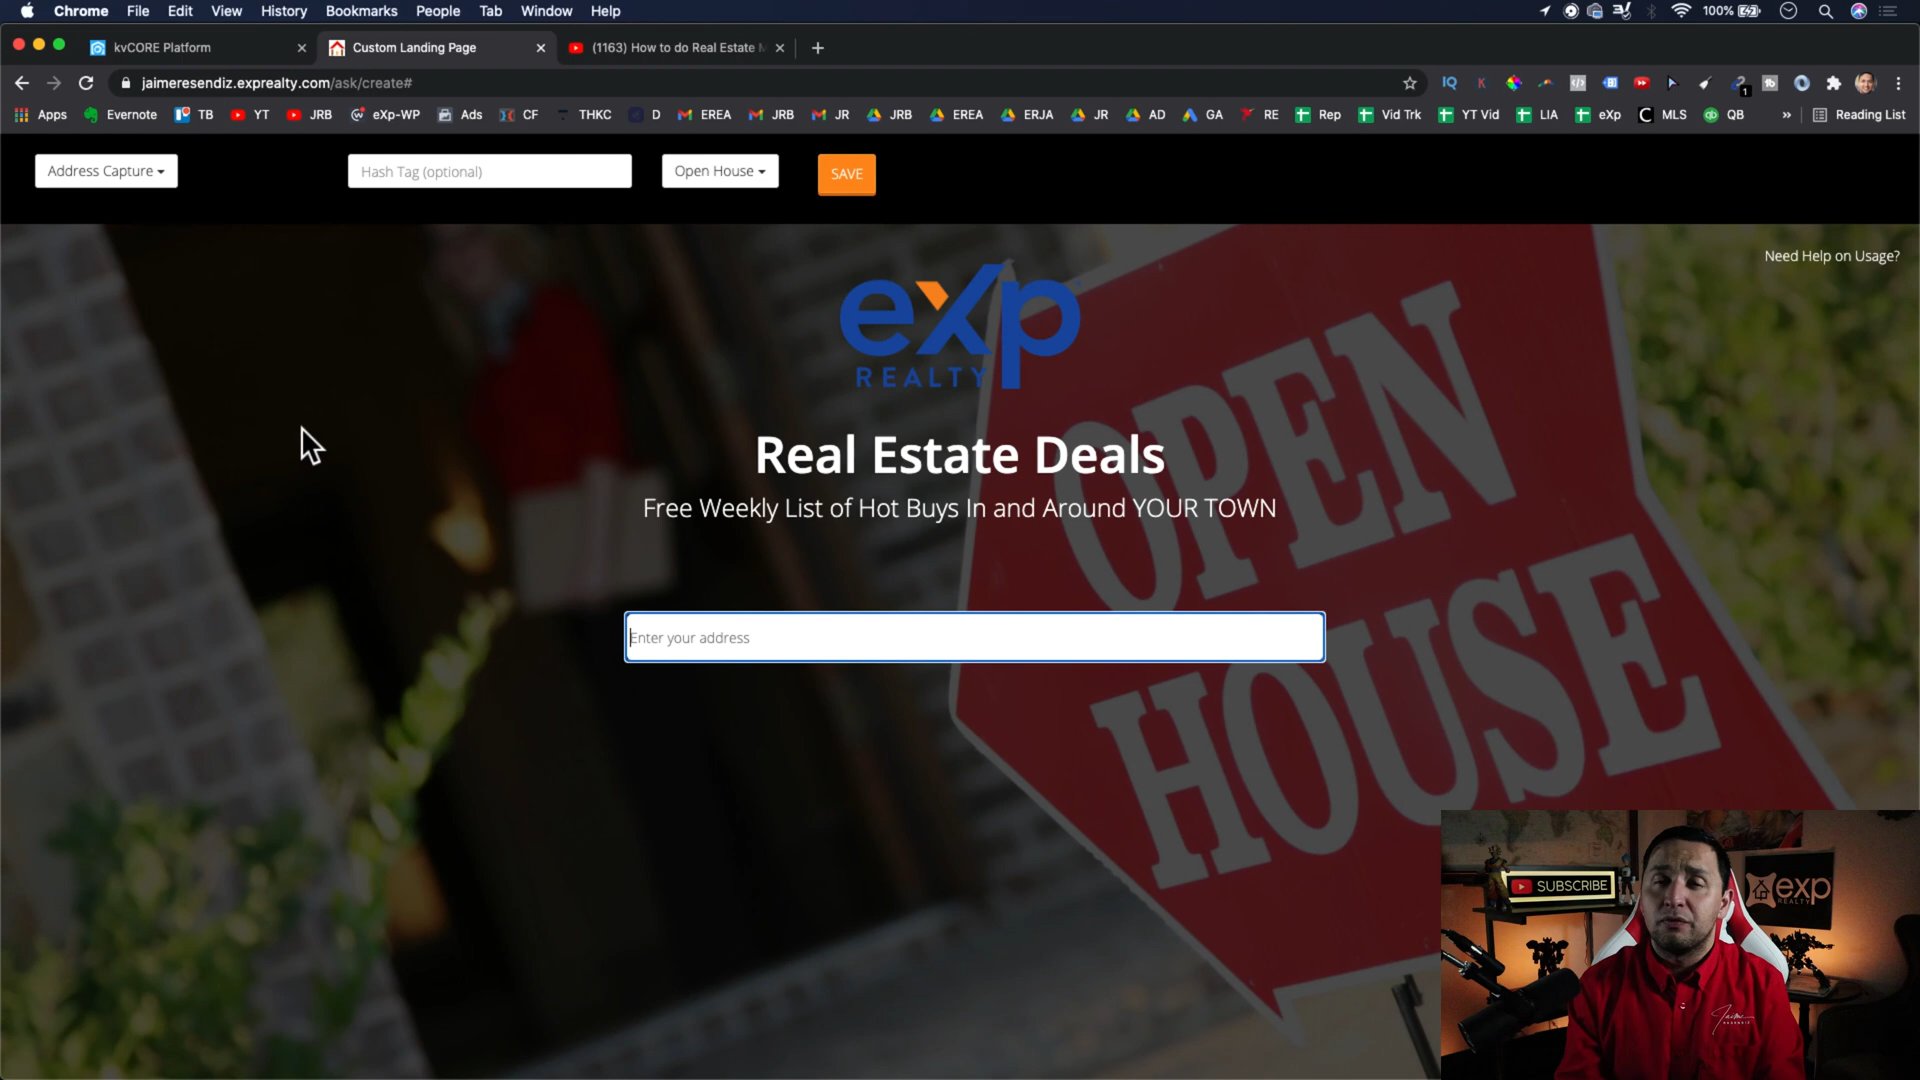 Chrome File Edit View History Bookmarks People Tab Window Help 100%
kvCORE Platform
Custom Landing Page
(1163) How to do Real Estate M
jaimeresendiz.exprealty.com/ask/create#
Apps Evernote TB YT JRB eXp-WP Ads CF THKC D EREA JRB JR JRB EREA ERJA JR AD GA RE Rep Vid Trk YT Vid LIA eXp MLS QB » Reading List
Address Capture
Hash Tag (optional)
Open House
SAVE
Need Help on Usage?
eXp
REALTY
Real Estate Deals
Free Weekly List of Hot Buys In and Around YOUR TOWN
Enter your address
OPEN
HOUSE
SUBSCRIBE
exp
REALTY